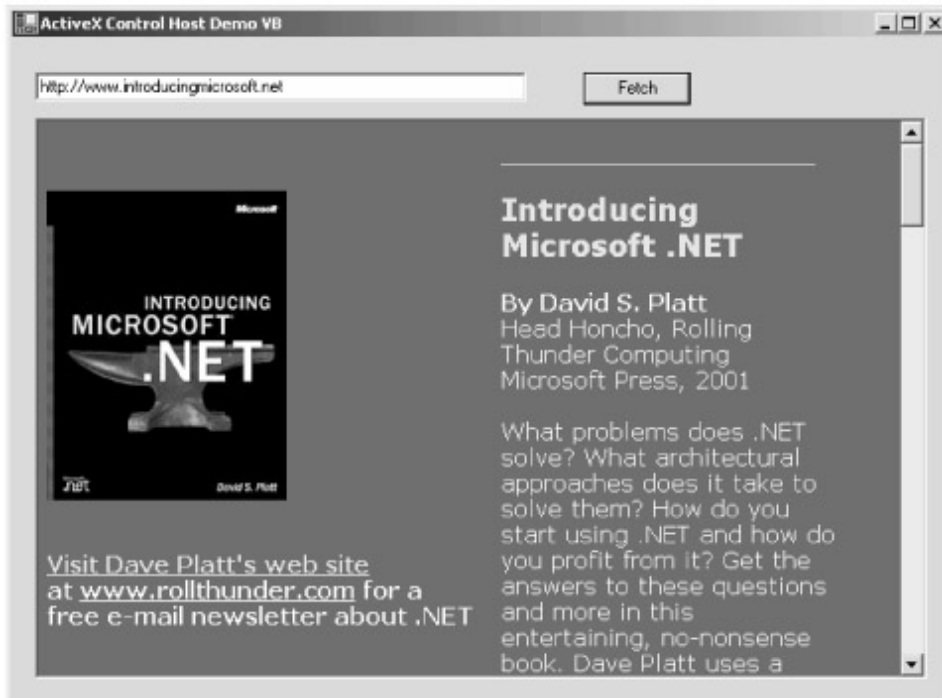 ActiveX Control Host Demo VB
http://www.introducingmicrosoft.net
Fetch
Microsoft
INTRODUCING
MICROSOFT
.NET
.net
David S. Platt
Visit Dave Platt's web site
at www.rollthunder.com for a
free e-mail newsletter about .NET
Introducing
Microsoft .NET
By David S. Platt
Head Honcho, Rolling
Thunder Computing
Microsoft Press, 2001
What problems does .NET
solve? What architectural
approaches does it take to
solve them? How do you
start using .NET and how do
you profit from it? Get the
answers to these questions
and more in this
entertaining, no-nonsense
book. Dave Platt uses a